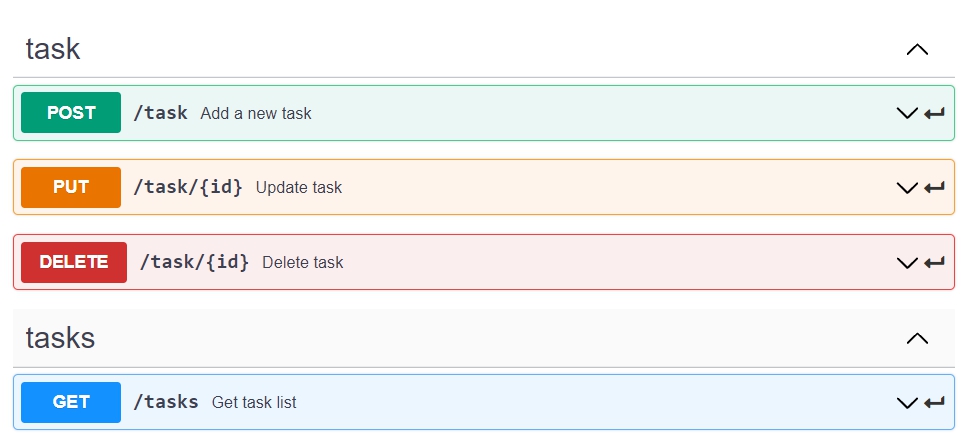 task
POST /task Add a new task
PUT /task/{id} Update task
DELETE /task/{id} Delete task
tasks
GET /tasks Get task list